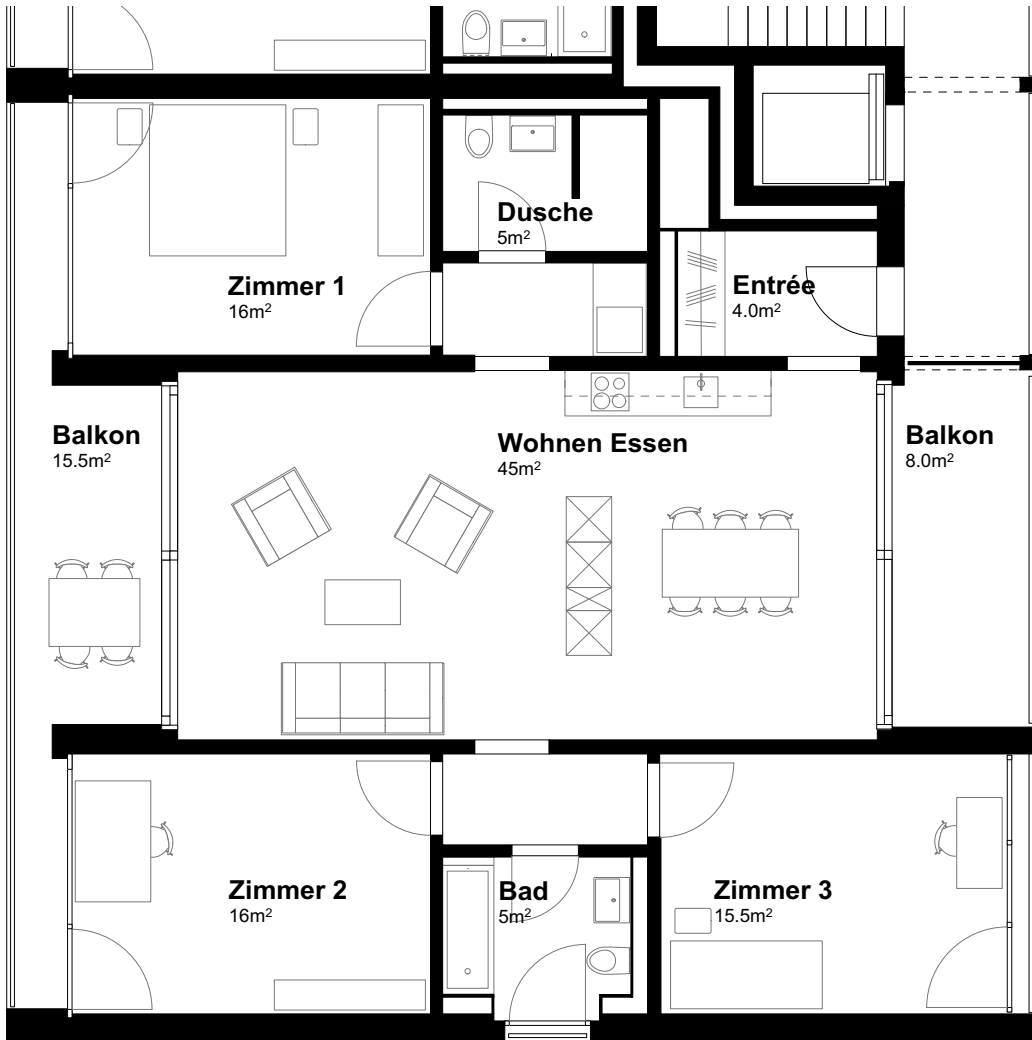 Dusche
5m²
Zimmer 1
16m²
Entrée
4.0m²
Balkon
15.5m²
Wohnen Essen
45m²
Balkon
8.0m²
Zimmer 2
16m²
Bad
5m²
Zimmer 3
15.5m²